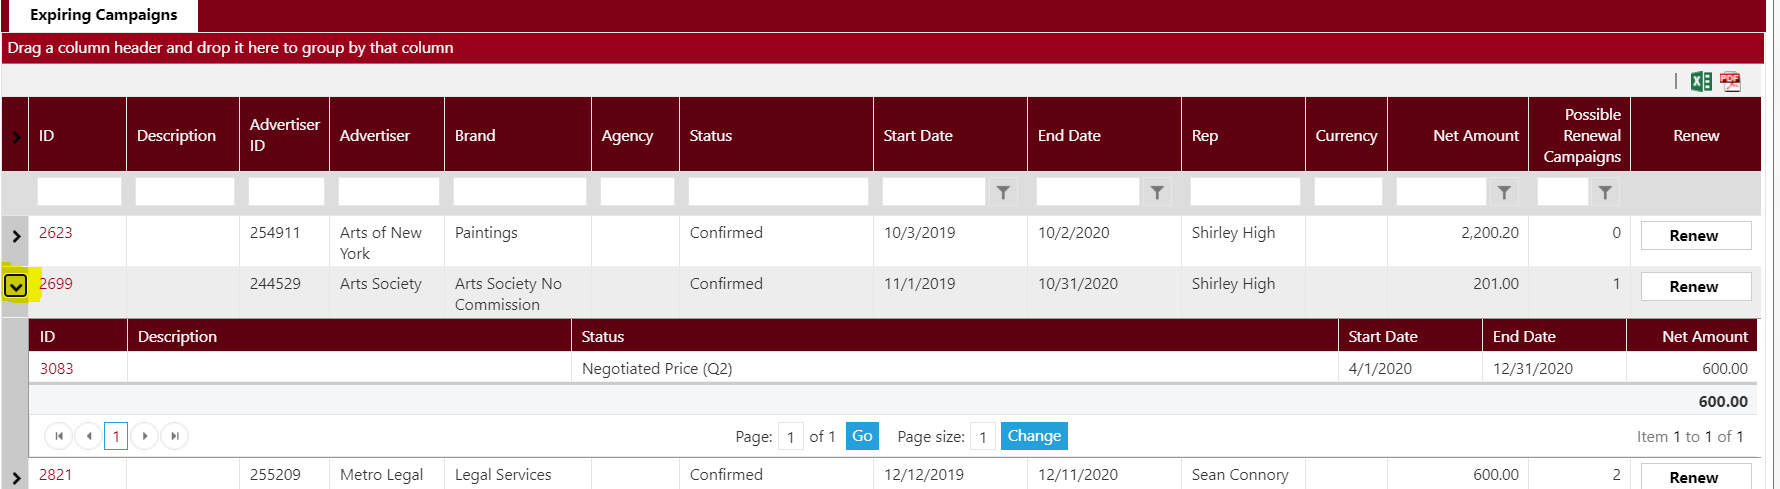 Expiring Campaigns
Drag a column header and drop it here to group by that column
PDF
ID Description Advertiser ID Advertiser Brand Agency Status Start Date End Date Rep Currency Net Amount Possible Renewal Campaigns Renew
2623 254911 Arts of New York Paintings Confirmed 10/3/2019 10/2/2020 Shirley High 2,200.20 0 Renew
2699 244529 Arts Society Arts Society No Commission Confirmed 11/1/2019 10/31/2020 Shirley High 201.00 1 Renew
ID Description Status Start Date End Date Net Amount
3083 Negotiated Price (Q2) 4/1/2020 12/31/2020 600.00
600.00
1 Page: 1 of 1 Go Page size: 1 Change Item 1 to 1 of 1
2821 255209 Metro Legal Legal Services Confirmed 12/12/2019 12/11/2020 Sean Connory 600.00 2 Renew